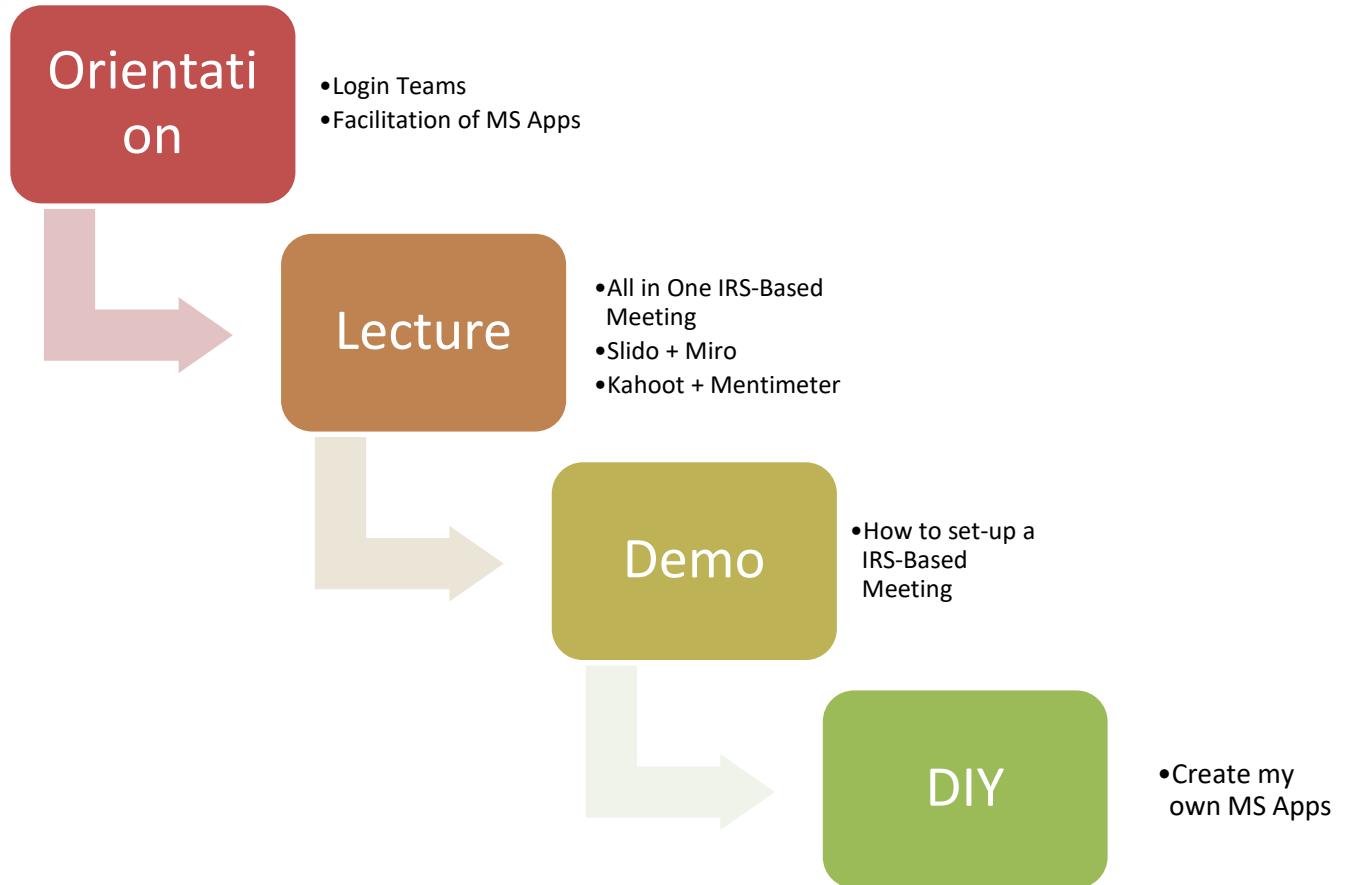 Orientati
on
•Login Teams
•Facilitation of MS Apps
Lecture
•All in One IRS-Based
Meeting
•Slido + Miro
•Kahoot + Mentimeter
Demo
•How to set-up a
IRS-Based
Meeting
DIY
•Create my
own MS Apps